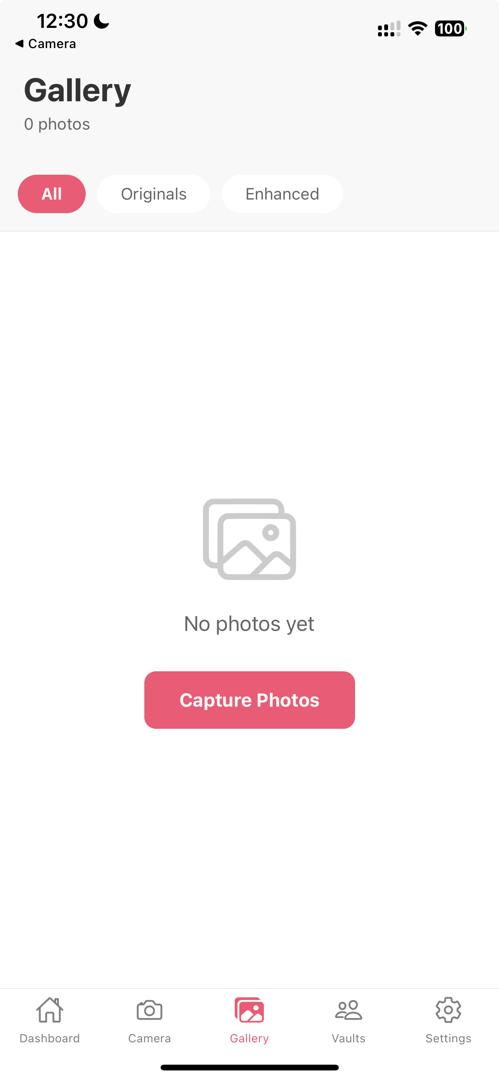 12:30
100
◀ Camera
Gallery
0 photos
All
Originals
Enhanced
No photos yet
Capture Photos
Dashboard
Camera
Gallery
Vaults
Settings